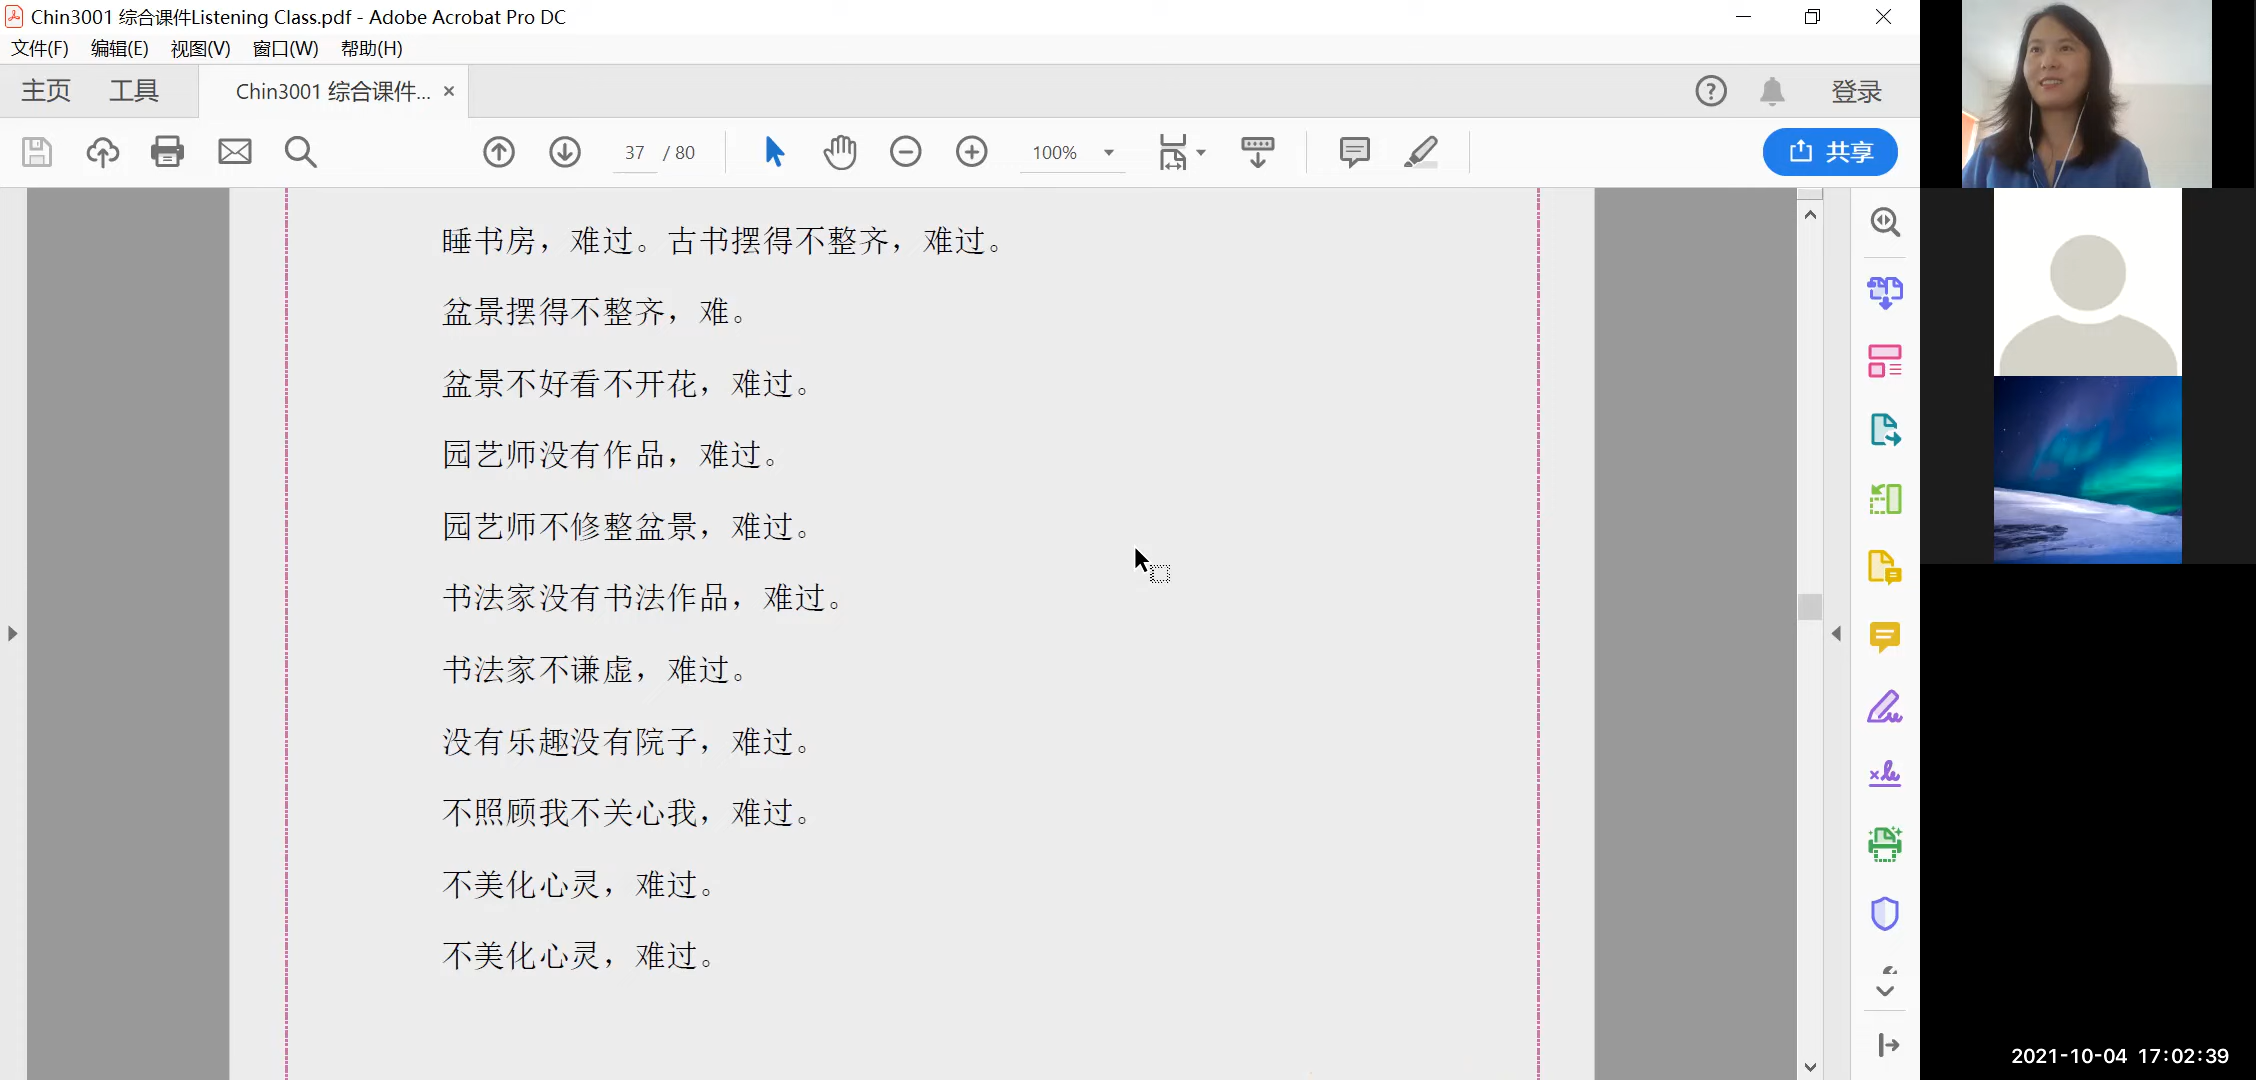 Chin3001 综合课件Listening Class.pdf - Adobe Acrobat Pro DC
文件(F) 编辑(E) 视图(V) 窗口(W) 帮助(H)
主页 工具 Chin3001 综合课件... × 登录
37 / 80 100% 共享
睡书房，难过。古书摆得不整齐，难过。
盆景摆得不整齐，难。
盆景不好看不开花，难过。
园艺师没有作品，难过。
园艺师不修整盆景，难过。
书法家没有书法作品，难过。
书法家不谦虚，难过。
没有乐趣没有院子，难过。
不照顾我不关心我，难过。
不美化心灵，难过。
不美化心灵，难过。
2021-10-04 17:02:39